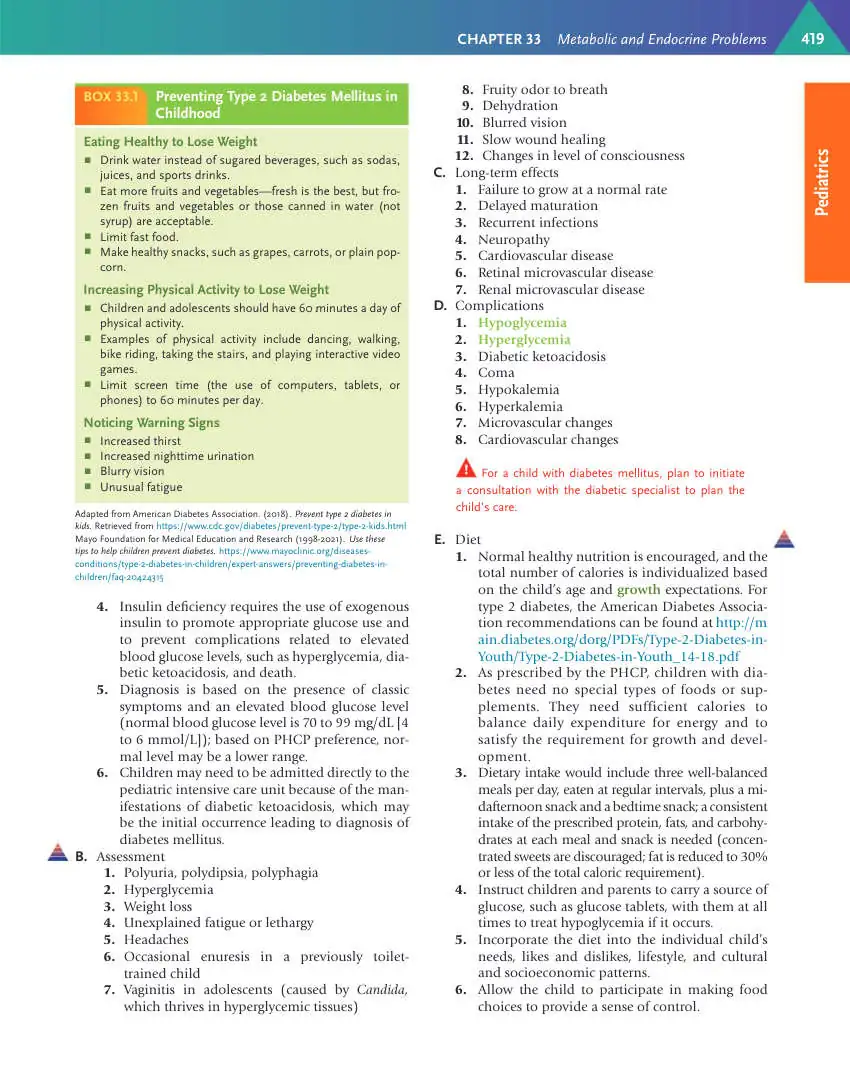 CHAPTER 33 Metabolic and Endocrine Problems 419
BOX 33.1 Preventing Type 2 Diabetes Mellitus in
Childhood
Eating Healthy to Lose Weight
■ Drink water instead of sugared beverages, such as sodas,
juices, and sports drinks.
■ Eat more fruits and vegetables—fresh is the best, but fro-
zen fruits and vegetables or those canned in water (not
syrup) are acceptable.
■ Limit fast food.
■ Make healthy snacks, such as grapes, carrots, or plain pop-
corn.
Increasing Physical Activity to Lose Weight
■ Children and adolescents should have 60 minutes a day of
physical activity.
■ Examples of physical activity include dancing, walking,
bike riding, taking the stairs, and playing interactive video
games.
■ Limit screen time (the use of computers, tablets, or
phones) to 60 minutes per day.
Noticing Warning Signs
■ Increased thirst
■ Increased nighttime urination
■ Blurry vision
■ Unusual fatigue
Adapted from American Diabetes Association. (2018). Prevent type 2 diabetes in
kids. Retrieved from https://www.cdc.gov/diabetes/prevent-type-2/type-2-kids.html
Mayo Foundation for Medical Education and Research (1998-2021). Use these
tips to help children prevent diabetes. https://www.mayoclinic.org/diseases-
conditions/type-2-diabetes-in-children/expert-answers/preventing-diabetes-in-
children/faq-20424315
4. Insulin deficiency requires the use of exogenous
insulin to promote appropriate glucose use and
to prevent complications related to elevated
blood glucose levels, such as hyperglycemia, dia-
betic ketoacidosis, and death.
5. Diagnosis is based on the presence of classic
symptoms and an elevated blood glucose level
(normal blood glucose level is 70 to 99 mg/dL [4
to 6 mmol/L]); based on PHCP preference, nor-
mal level may be a lower range.
6. Children may need to be admitted directly to the
pediatric intensive care unit because of the man-
ifestations of diabetic ketoacidosis, which may
be the initial occurrence leading to diagnosis of
diabetes mellitus.
B. Assessment
1. Polyuria, polydipsia, polyphagia
2. Hyperglycemia
3. Weight loss
4. Unexplained fatigue or lethargy
5. Headaches
6. Occasional enuresis in a previously toilet-
trained child
7. Vaginitis in adolescents (caused by Candida,
which thrives in hyperglycemic tissues)
8. Fruity odor to breath
9. Dehydration
10. Blurred vision
11. Slow wound healing
12. Changes in level of consciousness
C. Long-term effects
1. Failure to grow at a normal rate
2. Delayed maturation
3. Recurrent infections
4. Neuropathy
5. Cardiovascular disease
6. Retinal microvascular disease
7. Renal microvascular disease
D. Complications
1. Hypoglycemia
2. Hyperglycemia
3. Diabetic ketoacidosis
4. Coma
5. Hypokalemia
6. Hyperkalemia
7. Microvascular changes
8. Cardiovascular changes
For a child with diabetes mellitus, plan to initiate
a consultation with the diabetic specialist to plan the
child's care.
E. Diet
1. Normal healthy nutrition is encouraged, and the
total number of calories is individualized based
on the child's age and growth expectations. For
type 2 diabetes, the American Diabetes Associa-
tion recommendations can be found at http://m
ain.diabetes.org/dorg/PDFs/Type-2-Diabetes-in-
Youth/Type-2-Diabetes-in-Youth_14-18.pdf
2. As prescribed by the PHCP, children with dia-
betes need no special types of foods or sup-
plements. They need sufficient calories to
balance daily expenditure for energy and to
satisfy the requirement for growth and devel-
opment.
3. Dietary intake would include three well-balanced
meals per day, eaten at regular intervals, plus a mi-
dafternoon snack and a bedtime snack; a consistent
intake of the prescribed protein, fats, and carbohy-
drates at each meal and snack is needed (concen-
trated sweets are discouraged; fat is reduced to 30%
or less of the total caloric requirement).
4. Instruct children and parents to carry a source of
glucose, such as glucose tablets, with them at all
times to treat hypoglycemia if it occurs.
5. Incorporate the diet into the individual child's
needs, likes and dislikes, lifestyle, and cultural
and socioeconomic patterns.
6. Allow the child to participate in making food
choices to provide a sense of control.
Pediatrics